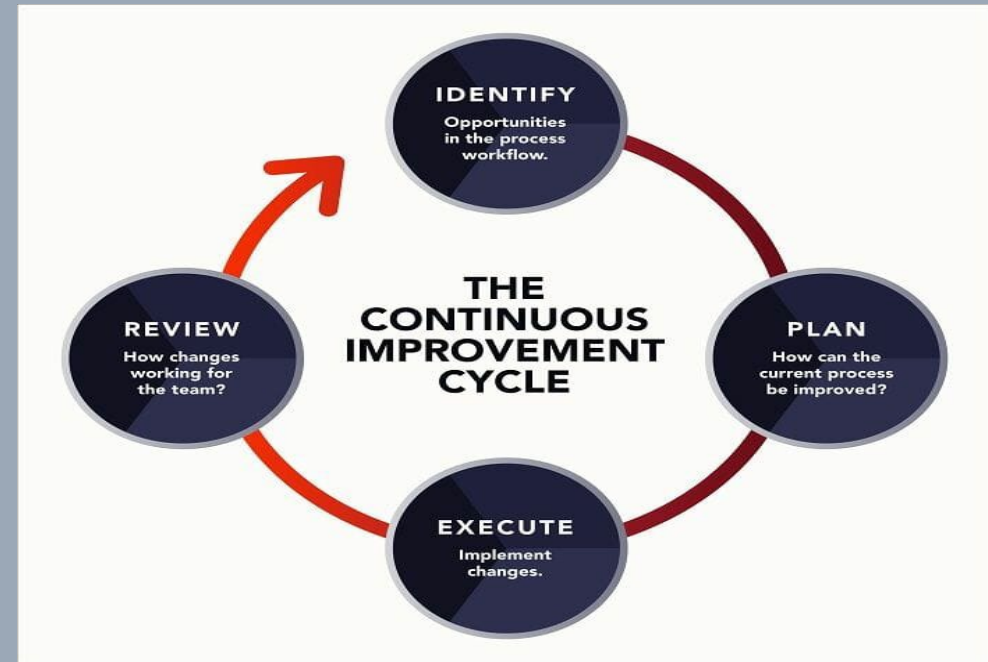 IDENTIFY
Opportunities
in the process
workflow.
THE
CONTINUOUS
IMPROVEMENT
CYCLE
REVIEW
How changes
working for
the team?
PLAN
How can the
current process
be improved?
EXECUTE
Implement
changes.